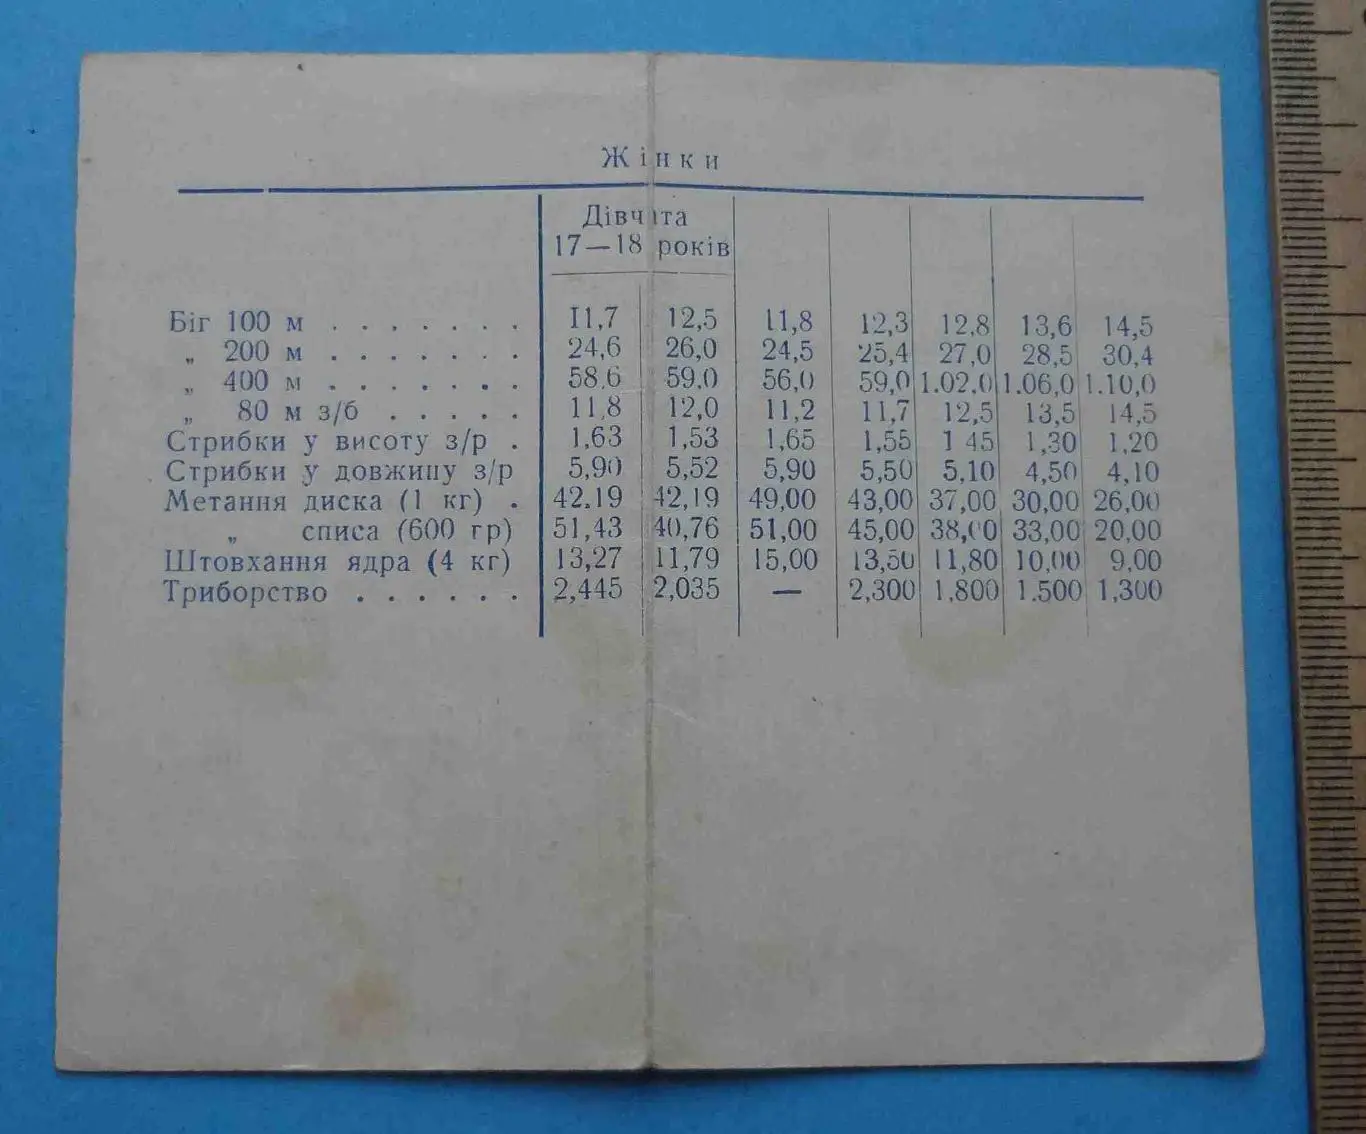 Жінки
Дівчата
17—18 років
Біг 100 м . . . . . . . 11,7 12,5 11,8 12,3 12,8 13,6 14,5
„ 200 м . . . . . . . 24,6 26,0 24,5 25,4 27,0 28,5 30,4
„ 400 м . . . . . . . 58,6 59.0 56,0 59,0 1.02.0 1.06,0 1.10,0
„ 80 м з/б . . . . . 11,8 12,0 11,2 11,7 12,5 13,5 14,5
Стрибки у висоту з/р . 1,63 1,53 1,65 1,55 1 45 1,30 1,20
Стрибки у довжину з/р 5,90 5,52 5,90 5,50 5,10 4,50 4,10
Метання диска (1 кг) . 42.19 42,19 49,00 43,00 37,00 30,00 26,00
„ списа (600 гр) 51,43 40,76 51,00 45,00 38,00 33,00 20,00
Штовхання ядра (4 кг) 13,27 11,79 15,00 13,50 11,80 10,00 9,00
Триборство . . . . . . 2,445 2,035 — 2,300 1,800 1.500 1,300